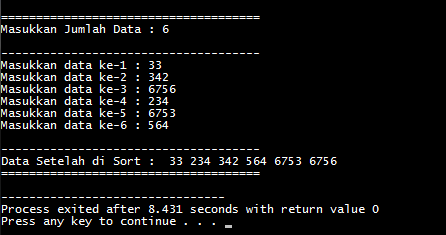 =====================================
Masukkan Jumlah Data : 6
-------------------------------------
Masukkan data ke-1 : 33
Masukkan data ke-2 : 342
Masukkan data ke-3 : 6756
Masukkan data ke-4 : 234
Masukkan data ke-5 : 6753
Masukkan data ke-6 : 564
-------------------------------------
Data Setelah di Sort :  33 234 342 564 6753 6756
=====================================
--------------------------------
Process exited after 8.431 seconds with return value 0
Press any key to continue . . . _